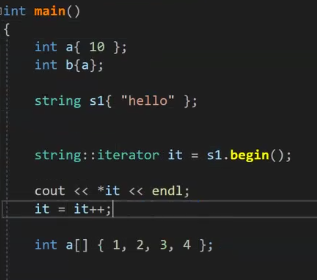 int main()
{
int a{ 10 };
int b{a};
string s1{ "hello" };
string::iterator it = s1.begin();
cout << *it << endl;
it = it++;
int a[] { 1, 2, 3, 4 };